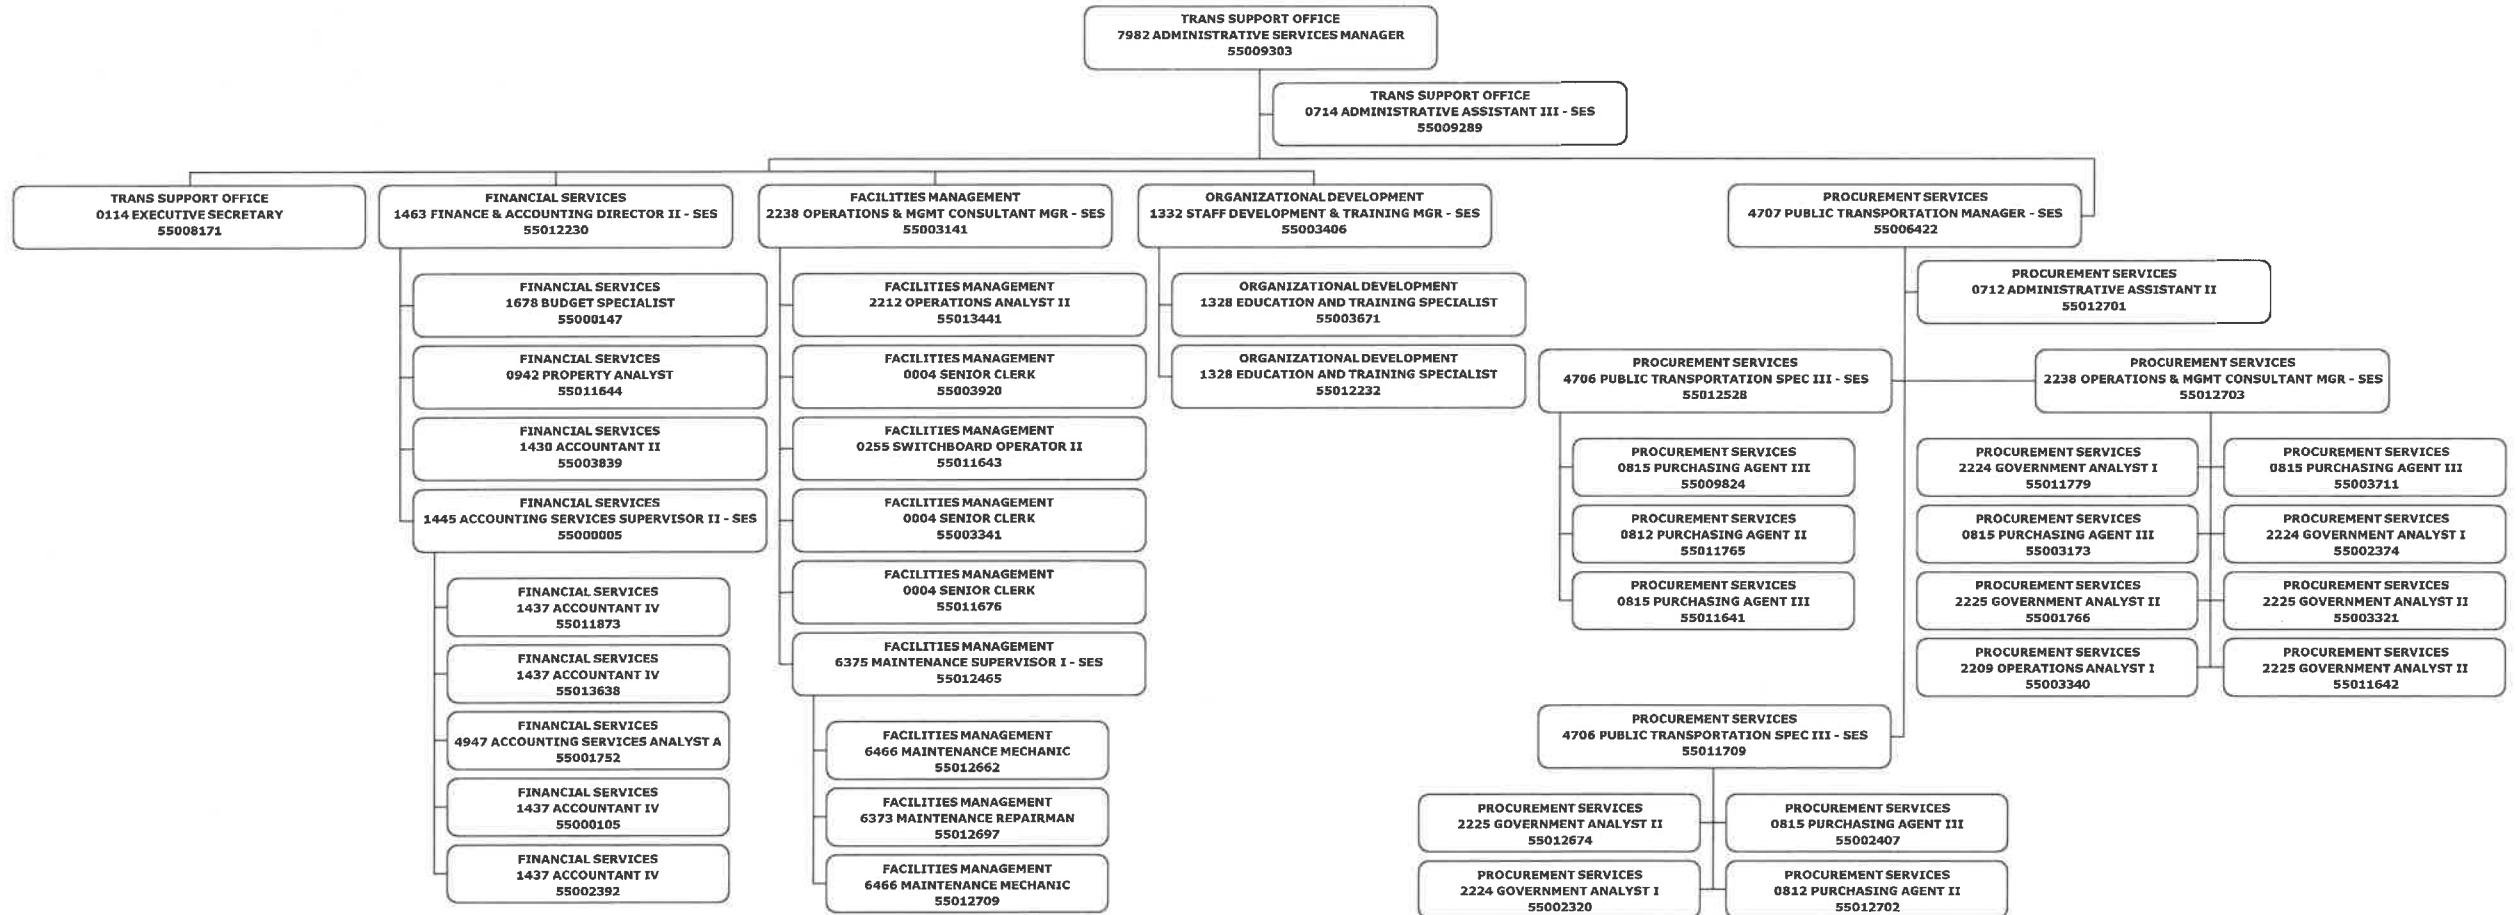 TRANS SUPPORT OFFICE
7982 ADMINISTRATIVE SERVICES MANAGER
55009303
TRANS SUPPORT OFFICE
0714 ADMINISTRATIVE ASSISTANT III - SES
55009289
TRANS SUPPORT OFFICE
0114 EXECUTIVE SECRETARY
55008171
FINANCIAL SERVICES
1463 FINANCE & ACCOUNTING DIRECTOR II - SES
55012230
FINANCIAL SERVICES
1678 BUDGET SPECIALIST
55000147
FINANCIAL SERVICES
0942 PROPERTY ANALYST
55011644
FINANCIAL SERVICES
1430 ACCOUNTANT II
55003839
FINANCIAL SERVICES
1445 ACCOUNTING SERVICES SUPERVISOR II - SES
55000005
FINANCIAL SERVICES
1437 ACCOUNTANT IV
55011873
FINANCIAL SERVICES
1437 ACCOUNTANT IV
55013638
FINANCIAL SERVICES
4947 ACCOUNTING SERVICES ANALYST A
55001752
FINANCIAL SERVICES
1437 ACCOUNTANT IV
55000105
FINANCIAL SERVICES
1437 ACCOUNTANT IV
55002392
FACILITIES MANAGEMENT
2238 OPERATIONS & MGMT CONSULTANT MGR - SES
55003141
FACILITIES MANAGEMENT
2212 OPERATIONS ANALYST II
55013441
FACILITIES MANAGEMENT
0004 SENIOR CLERK
55003920
FACILITIES MANAGEMENT
0255 SWITCHBOARD OPERATOR II
55011643
FACILITIES MANAGEMENT
0004 SENIOR CLERK
55003341
FACILITIES MANAGEMENT
0004 SENIOR CLERK
55011676
FACILITIES MANAGEMENT
6375 MAINTENANCE SUPERVISOR I - SES
55012465
FACILITIES MANAGEMENT
6466 MAINTENANCE MECHANIC
55012662
FACILITIES MANAGEMENT
6373 MAINTENANCE REPAIRMAN
55012697
FACILITIES MANAGEMENT
6466 MAINTENANCE MECHANIC
55012709
ORGANIZATIONAL DEVELOPMENT
1332 STAFF DEVELOPMENT & TRAINING MGR - SES
55003406
ORGANIZATIONAL DEVELOPMENT
1328 EDUCATION AND TRAINING SPECIALIST
55003671
ORGANIZATIONAL DEVELOPMENT
1328 EDUCATION AND TRAINING SPECIALIST
55012232
PROCUREMENT SERVICES
4707 PUBLIC TRANSPORTATION MANAGER - SES
55006422
PROCUREMENT SERVICES
0712 ADMINISTRATIVE ASSISTANT II
55012701
PROCUREMENT SERVICES
4706 PUBLIC TRANSPORTATION SPEC III - SES
55012528
PROCUREMENT SERVICES
0815 PURCHASING AGENT III
55009824
PROCUREMENT SERVICES
0812 PURCHASING AGENT II
55011765
PROCUREMENT SERVICES
0815 PURCHASING AGENT III
55011641
PROCUREMENT SERVICES
2238 OPERATIONS & MGMT CONSULTANT MGR - SES
55012703
PROCUREMENT SERVICES
2224 GOVERNMENT ANALYST I
55011779
PROCUREMENT SERVICES
0815 PURCHASING AGENT III
55003711
PROCUREMENT SERVICES
0815 PURCHASING AGENT III
55003173
PROCUREMENT SERVICES
2224 GOVERNMENT ANALYST I
55002374
PROCUREMENT SERVICES
2225 GOVERNMENT ANALYST II
55001766
PROCUREMENT SERVICES
2225 GOVERNMENT ANALYST II
55003321
PROCUREMENT SERVICES
2209 OPERATIONS ANALYST I
55003340
PROCUREMENT SERVICES
2225 GOVERNMENT ANALYST II
55011642
PROCUREMENT SERVICES
4706 PUBLIC TRANSPORTATION SPEC III - SES
55011709
PROCUREMENT SERVICES
2225 GOVERNMENT ANALYST II
55012674
PROCUREMENT SERVICES
0815 PURCHASING AGENT III
55002407
PROCUREMENT SERVICES
2224 GOVERNMENT ANALYST I
55002320
PROCUREMENT SERVICES
0812 PURCHASING AGENT II
55012702